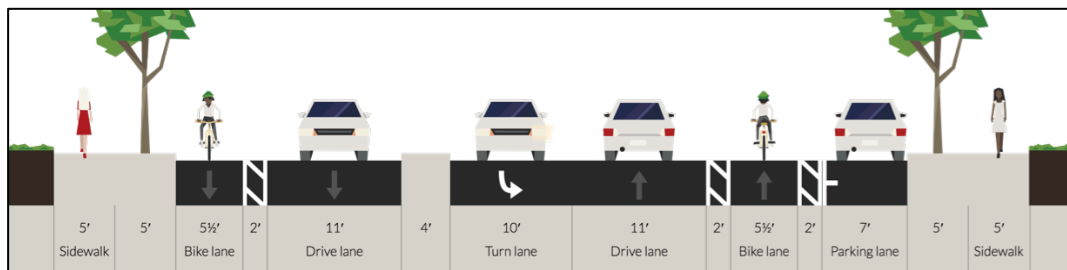 5' 5' 5½' 2' 11' 4' 10' 11' 2' 5½' 2' 7' 5' 5'
Sidewalk Bike lane Drive lane Turn lane Drive lane Bike lane Parking lane Sidewalk